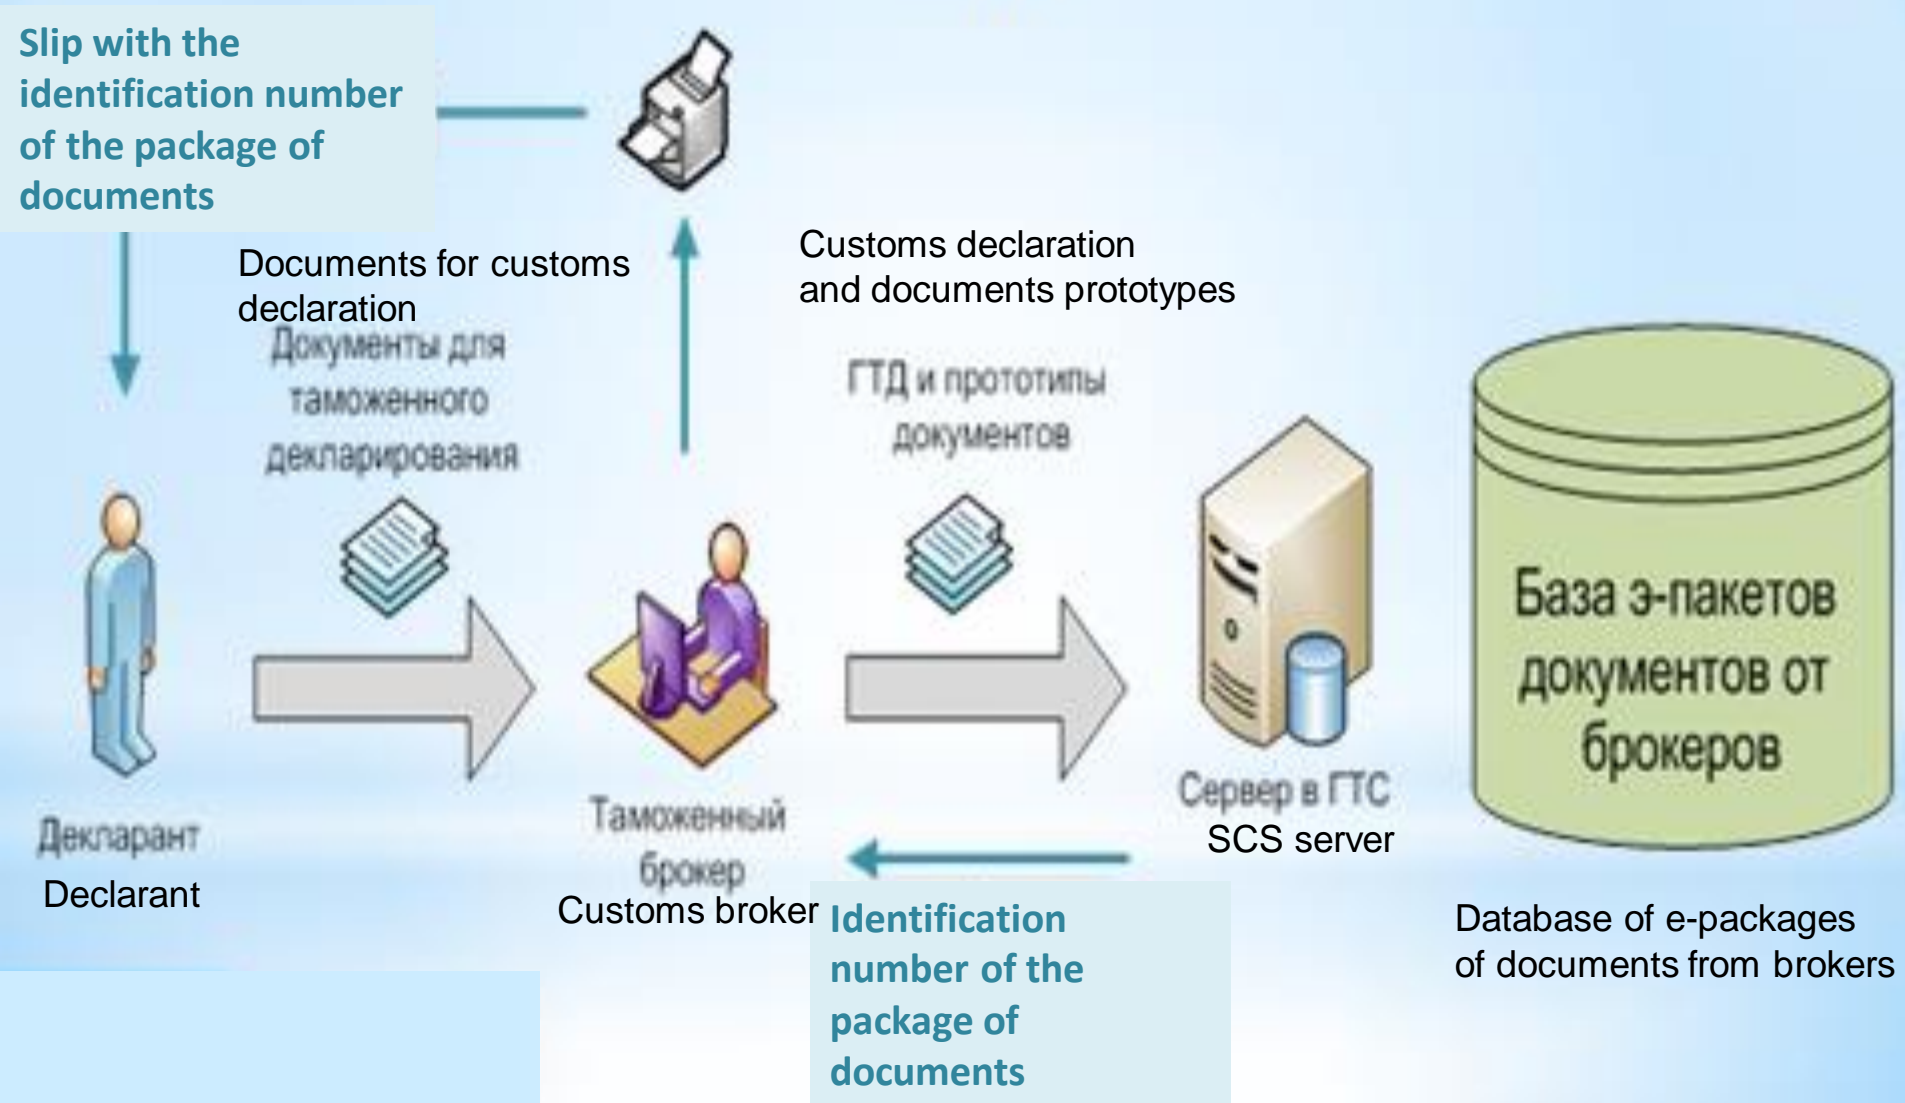 Slip with the
identification number
of the package of
documents
Documents for customs
declaration
Документы для
таможенного
декларирования
Customs declaration
and documents prototypes
ГТД и прототипы
документов
База э-пакетов
документов от
брокеров
Декларант
Declarant
Таможенный
брокер
Customs broker
Сервер в ГТС
SCS server
Identification
number of the
package of
documents
Database of e-packages
of documents from brokers